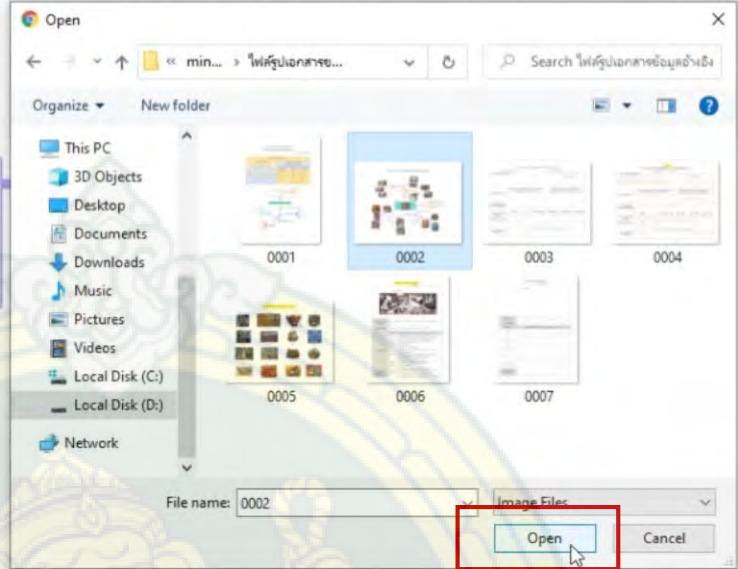 Open
« min... › ไฟล์รูปเอกสารข...
Search ไฟล์รูปเอกสารข้อมูลอ้างอิง
Organize
New folder
This PC
3D Objects
Desktop
Documents
Downloads
Music
Pictures
Videos
Local Disk (C:)
Local Disk (D:)
Network
0001
0002
0003
0004
0005
0006
0007
File name: 0002
Image Files
Open
Cancel